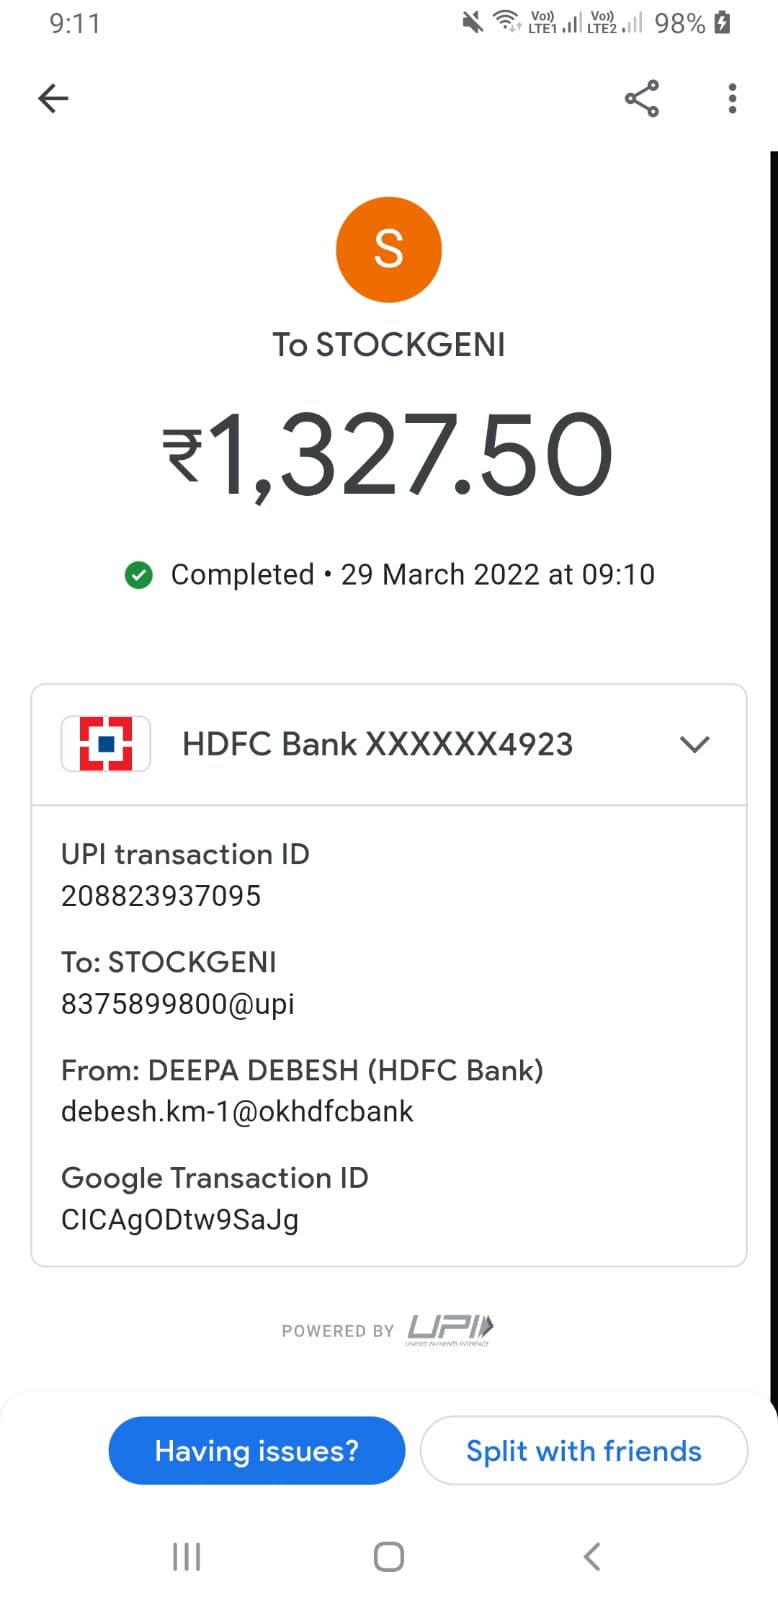 9:11
Vo)) LTE1 Vo)) LTE2 98%
S
To STOCKGENI
₹1,327.50
Completed • 29 March 2022 at 09:10
HDFC Bank XXXXXX4923
UPI transaction ID
208823937095
To: STOCKGENI
8375899800@upi
From: DEEPA DEBESH (HDFC Bank)
debesh.km-1@okhdfcbank
Google Transaction ID
CICAgODtw9SaJg
POWERED BY UPI
UNIFIED PAYMENTS INTERFACE
Having issues? Split with friends